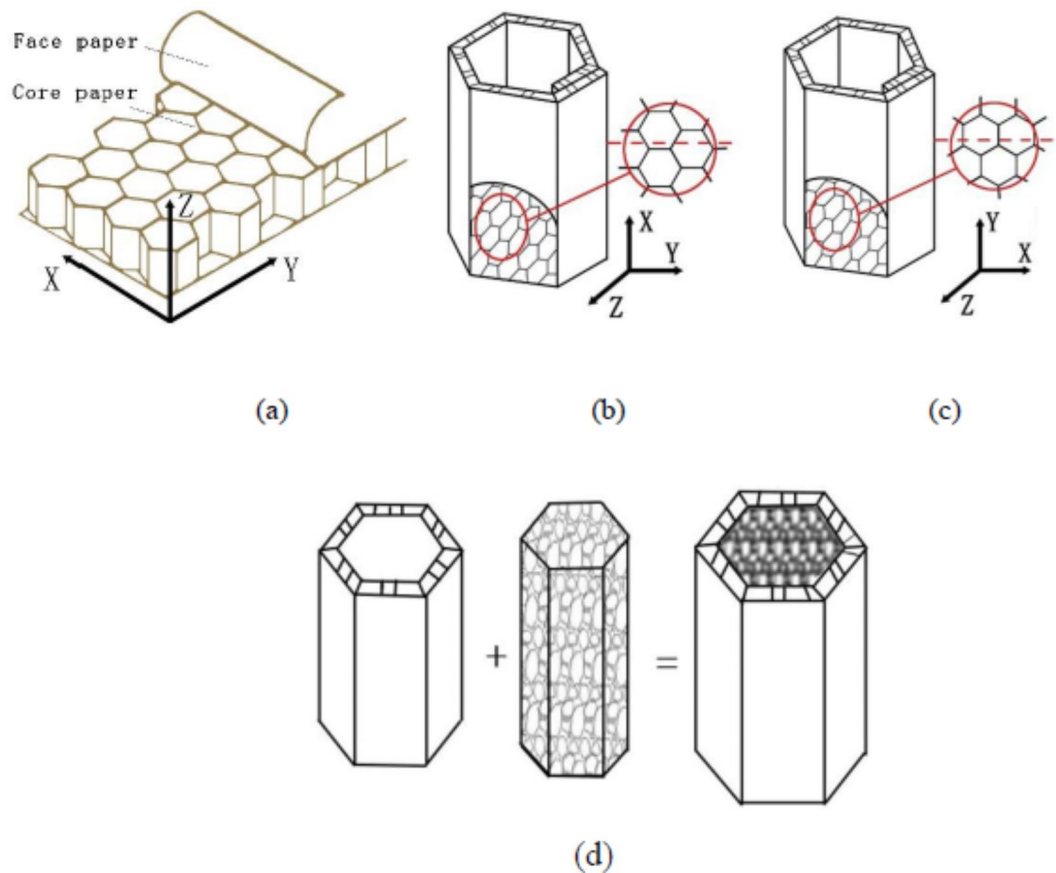 Face paper
Core paper
Z
X
Y
X
Y
Z
Y
X
Z
(a)
(b)
(c)
+
=
(d)